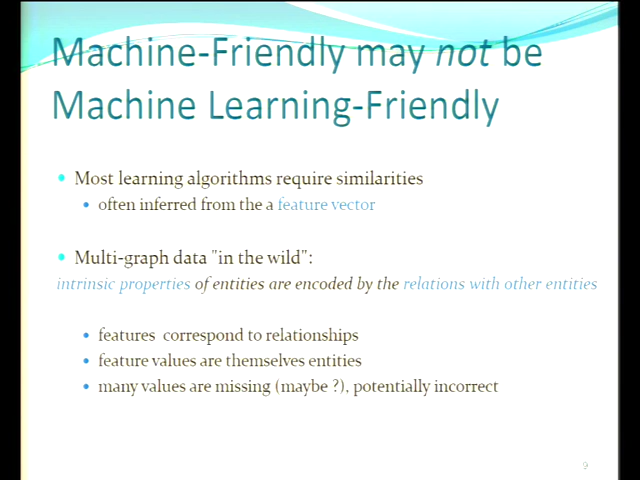 Machine-Friendly may not be
Machine Learning-Friendly
Most learning algorithms require similarities
often inferred from the a feature vector
Multi-graph data "in the wild":
intrinsic properties of entities are encoded by the relations with other entities
features correspond to relationships
feature values are themselves entities
many values are missing (maybe ?), potentially incorrect
9